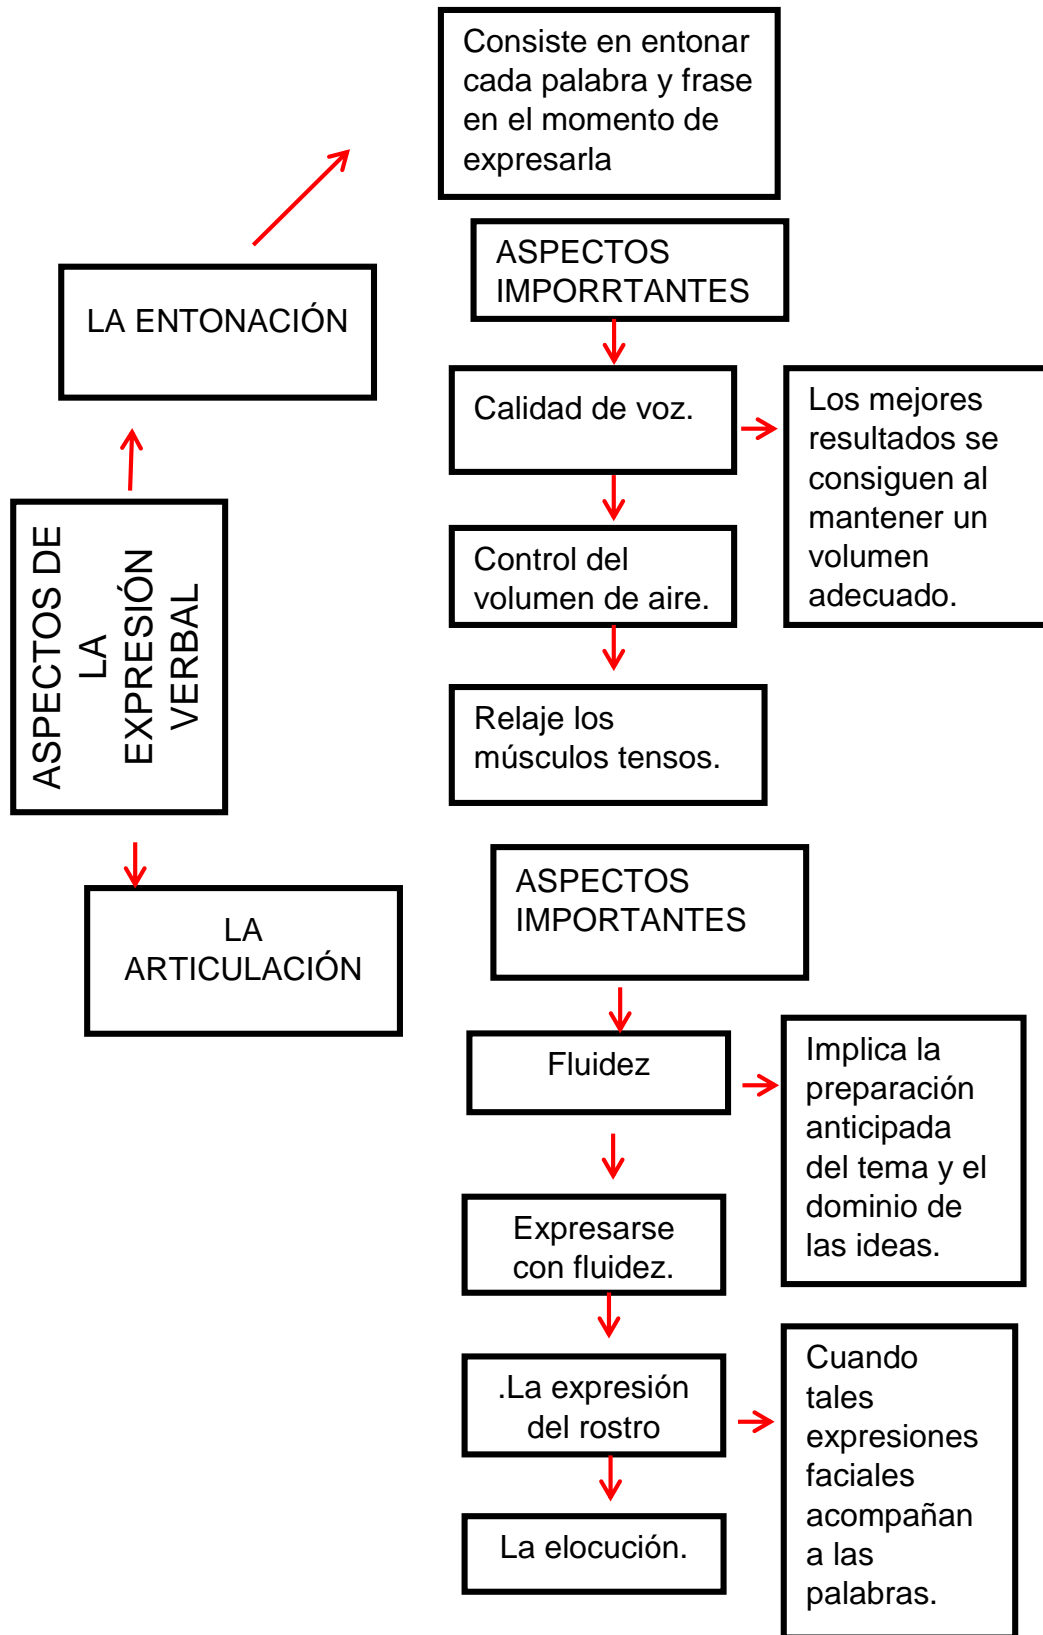 Consiste en entonar
cada palabra y frase
en el momento de
expresarla
ASPECTOS
IMPORRTANTES
LA ENTONACIÓN
Calidad de voz.
Los mejores
resultados se
consiguen al
mantener un
volumen
adecuado.
ASPECTOS DE
LA
EXPRESIÓN
VERBAL
Control del
volumen de aire.
Relaje los
músculos tensos.
LA
ARTICULACIÓN
ASPECTOS
IMPORTANTES
Fluidez
Implica la
preparación
anticipada
del tema y el
dominio de
las ideas.
Expresarse
con fluidez.
.La expresión
del rostro
Cuando
tales
expresiones
faciales
acompañan
a las
palabras.
La elocución.